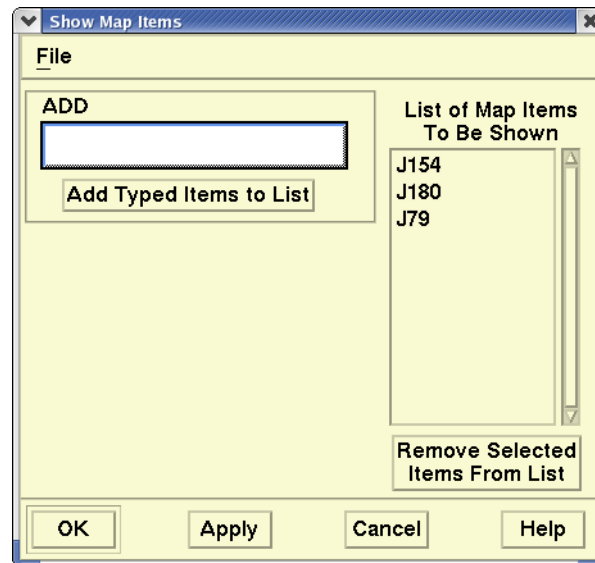 Show Map Items
File
ADD
Add Typed Items to List
List of Map Items
To Be Shown
J154
J180
J79
Remove Selected
Items From List
OK
Apply
Cancel
Help